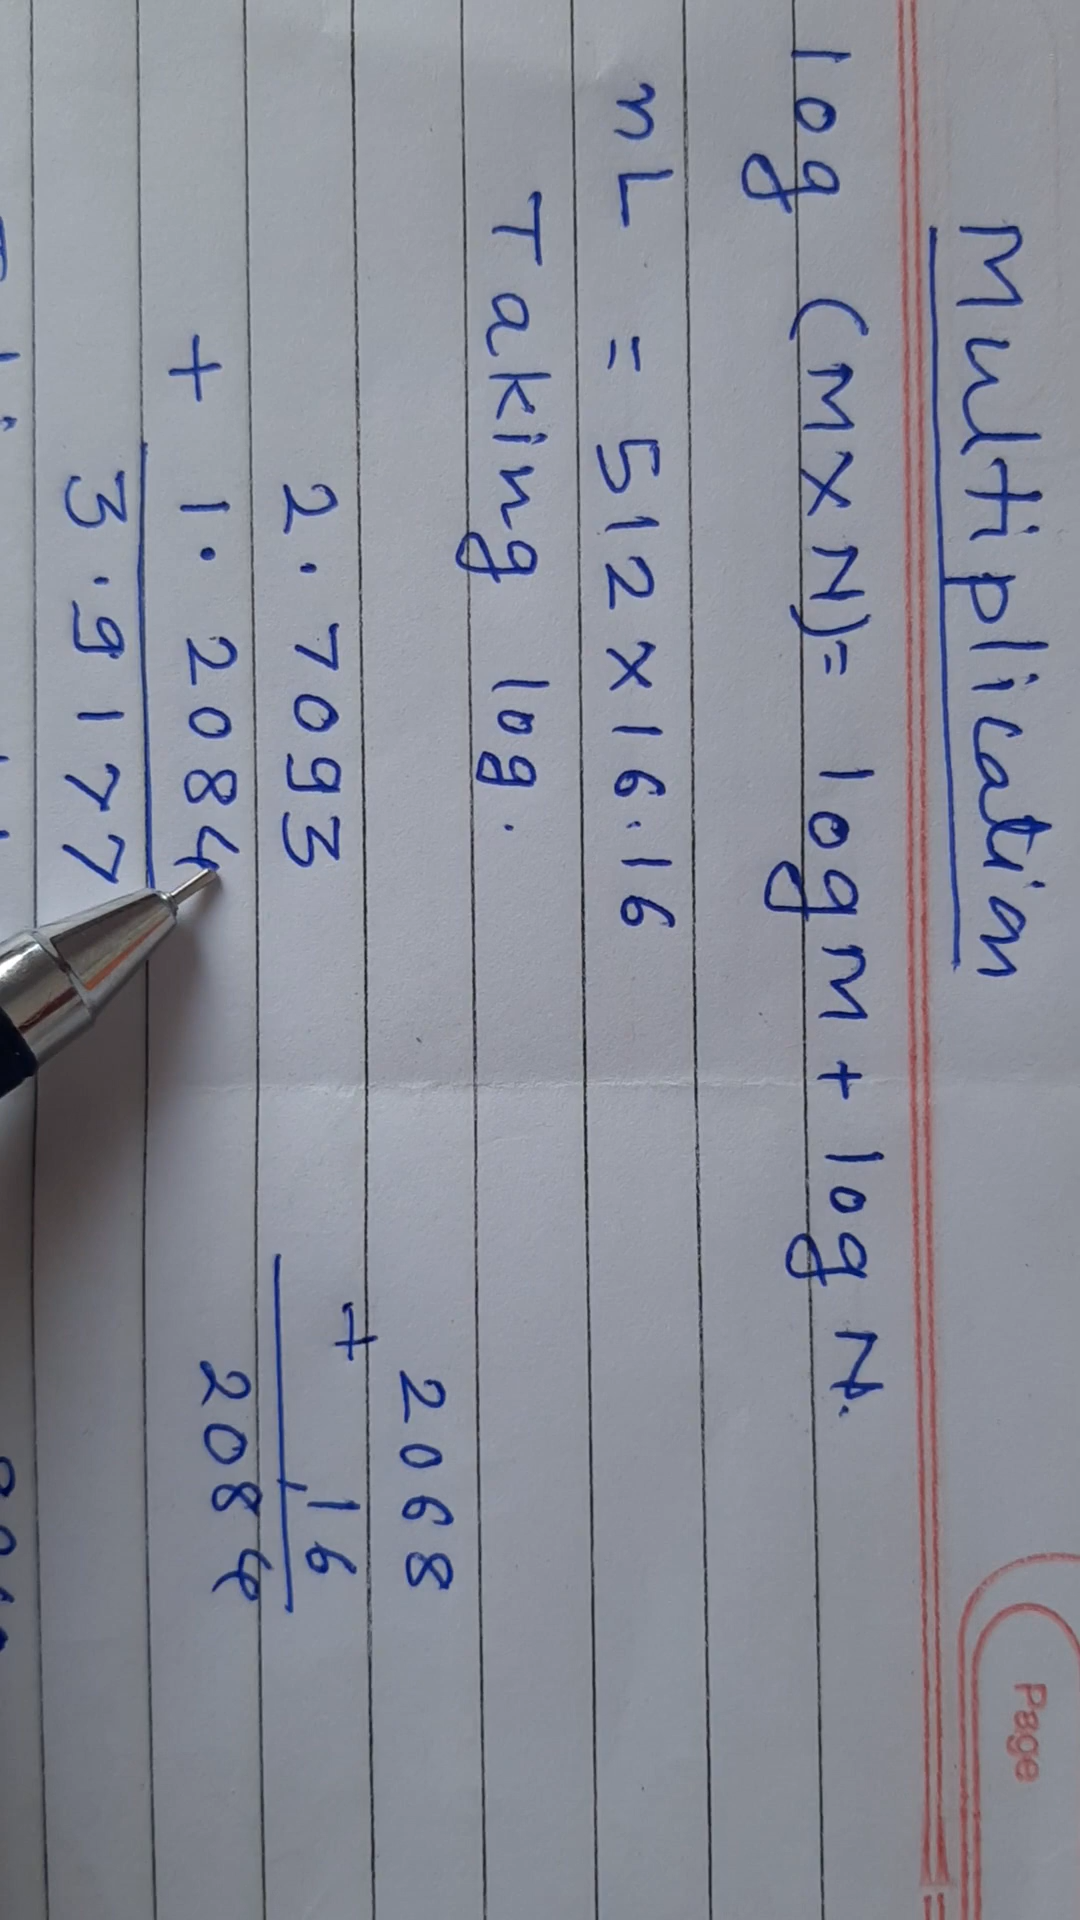 Page
Multiplication
log (M×N)= log M + log N.
nL = 512 × 16.16
Taking log.
2068
2.7093
+ 16
+ 1.2084
2084
3.9177